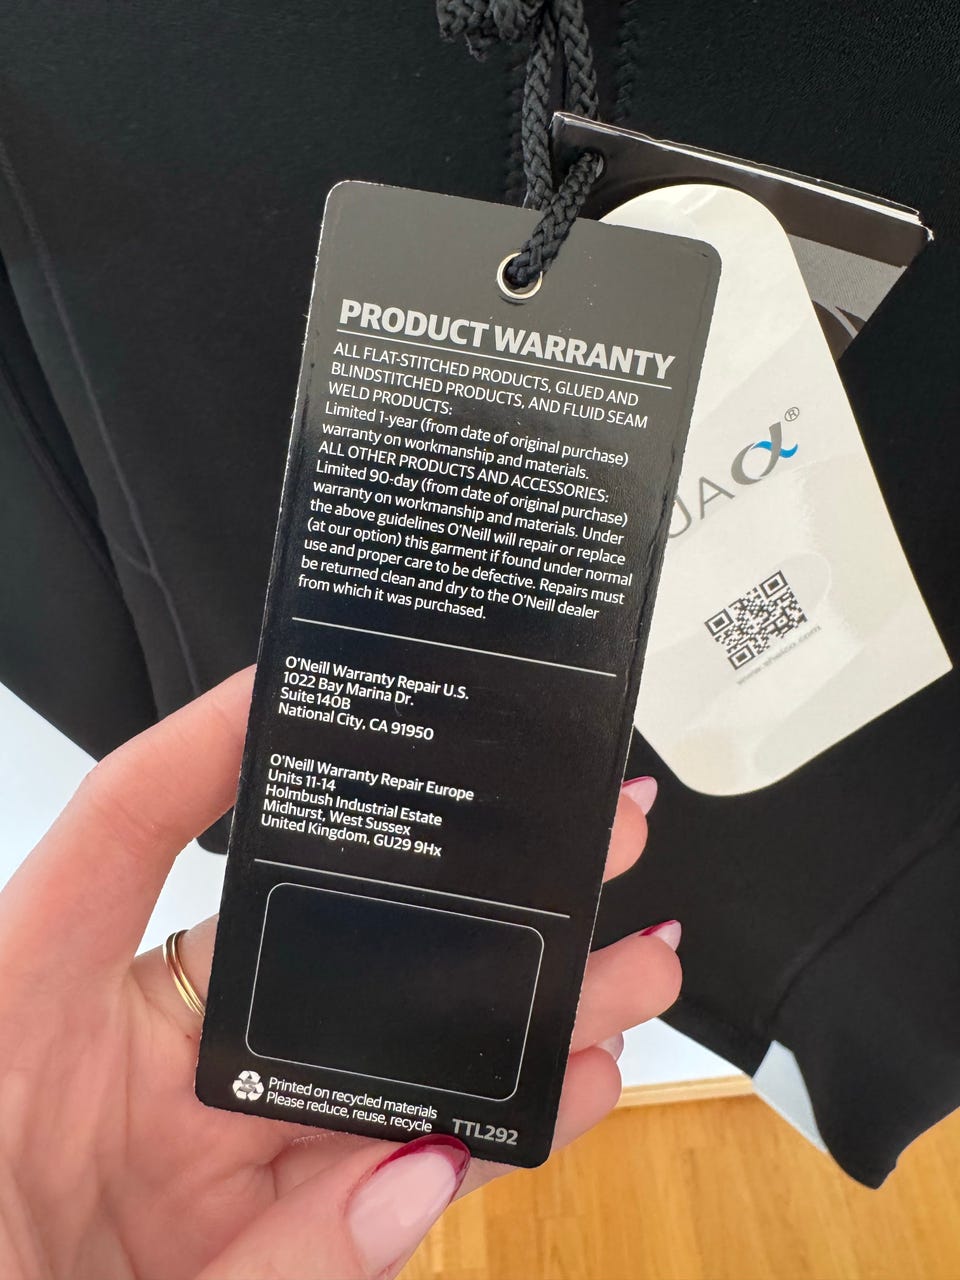 PRODUCT WARRANTY
ALL FLAT-STITCHED PRODUCTS, GLUED AND
BLINDSTITCHED PRODUCTS, AND FLUID SEAM
WELD PRODUCTS:
Limited 1-year (from date of original purchase)
warranty on workmanship and materials.
ALL OTHER PRODUCTS AND ACCESSORIES:
Limited 90-day (from date of original purchase)
warranty on workmanship and materials. Under
the above guidelines O'Neill will repair or replace
(at our option) this garment if found under normal
use and proper care to be defective. Repairs must
be returned clean and dry to the O'Neill dealer
from which it was purchased.
O'Neill Warranty Repair U.S.
1022 Bay Marina Dr.
Suite140B
National City, CA 91950
O'Neill Warranty Repair Europe
Units 11-14
Holmbush Industrial Estate
Midhurst, West Sussex
United Kingdom, GU29 9Hx
Printed on recycled materials
Please reduce, reuse, recycle
TTL292
UAα®